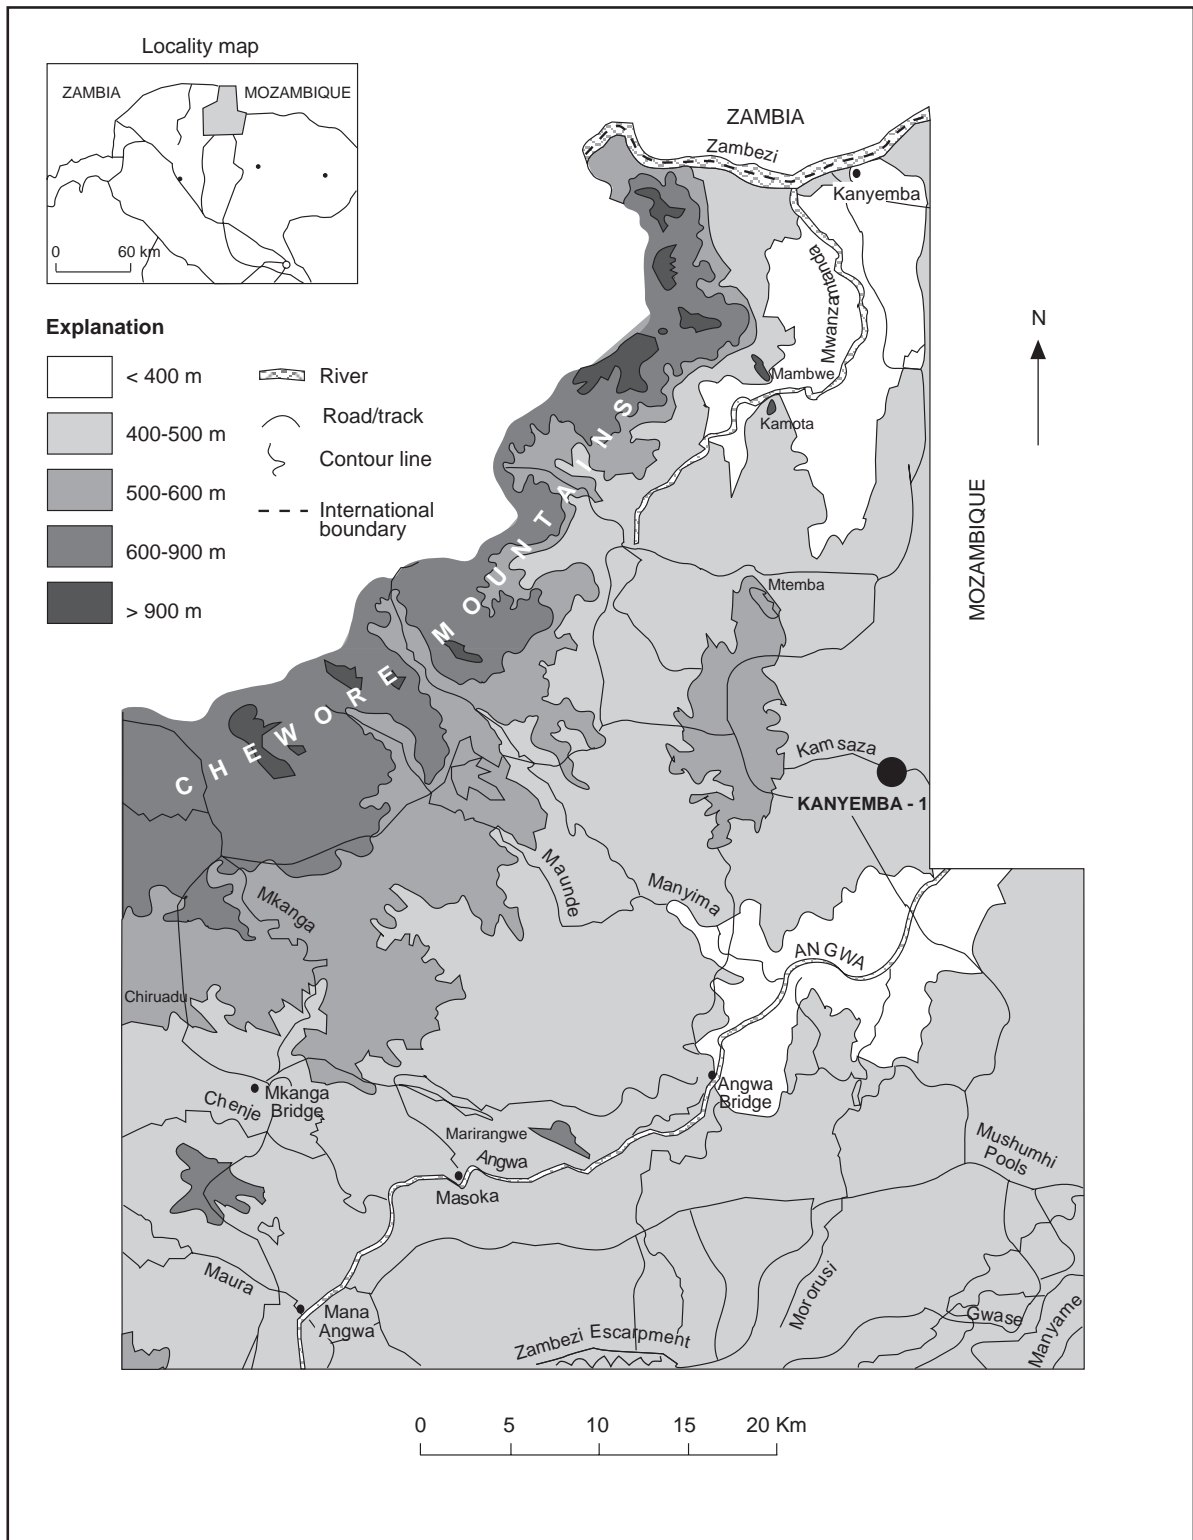 Locality map
ZAMBIA
MOZAMBIQUE
0
60 km
Explanation
< 400 m
400-500 m
500-600 m
600-900 m
> 900 m
River
Road/track
Contour line
International
boundary
ZAMBIA
Zambezi
Kanyemba
Mwanzamtanda
Mambwe
Kamota
N
MOZAMBIQUE
CHEWORE MOUNTAINS
Mtemba
Kamsaza
KANYEMBA - 1
Maunde
Manyima
Mkanga
ANGWA
Chiruadu
Angwa
Bridge
Mkanga
Bridge
Chenje
Marirangwe
Angwa
Masoka
Mushumhi
Pools
Maura
Mana
Angwa
Mororusi
Gwase
Manyame
Zambezi Escarpment
0
5
10
15
20 Km